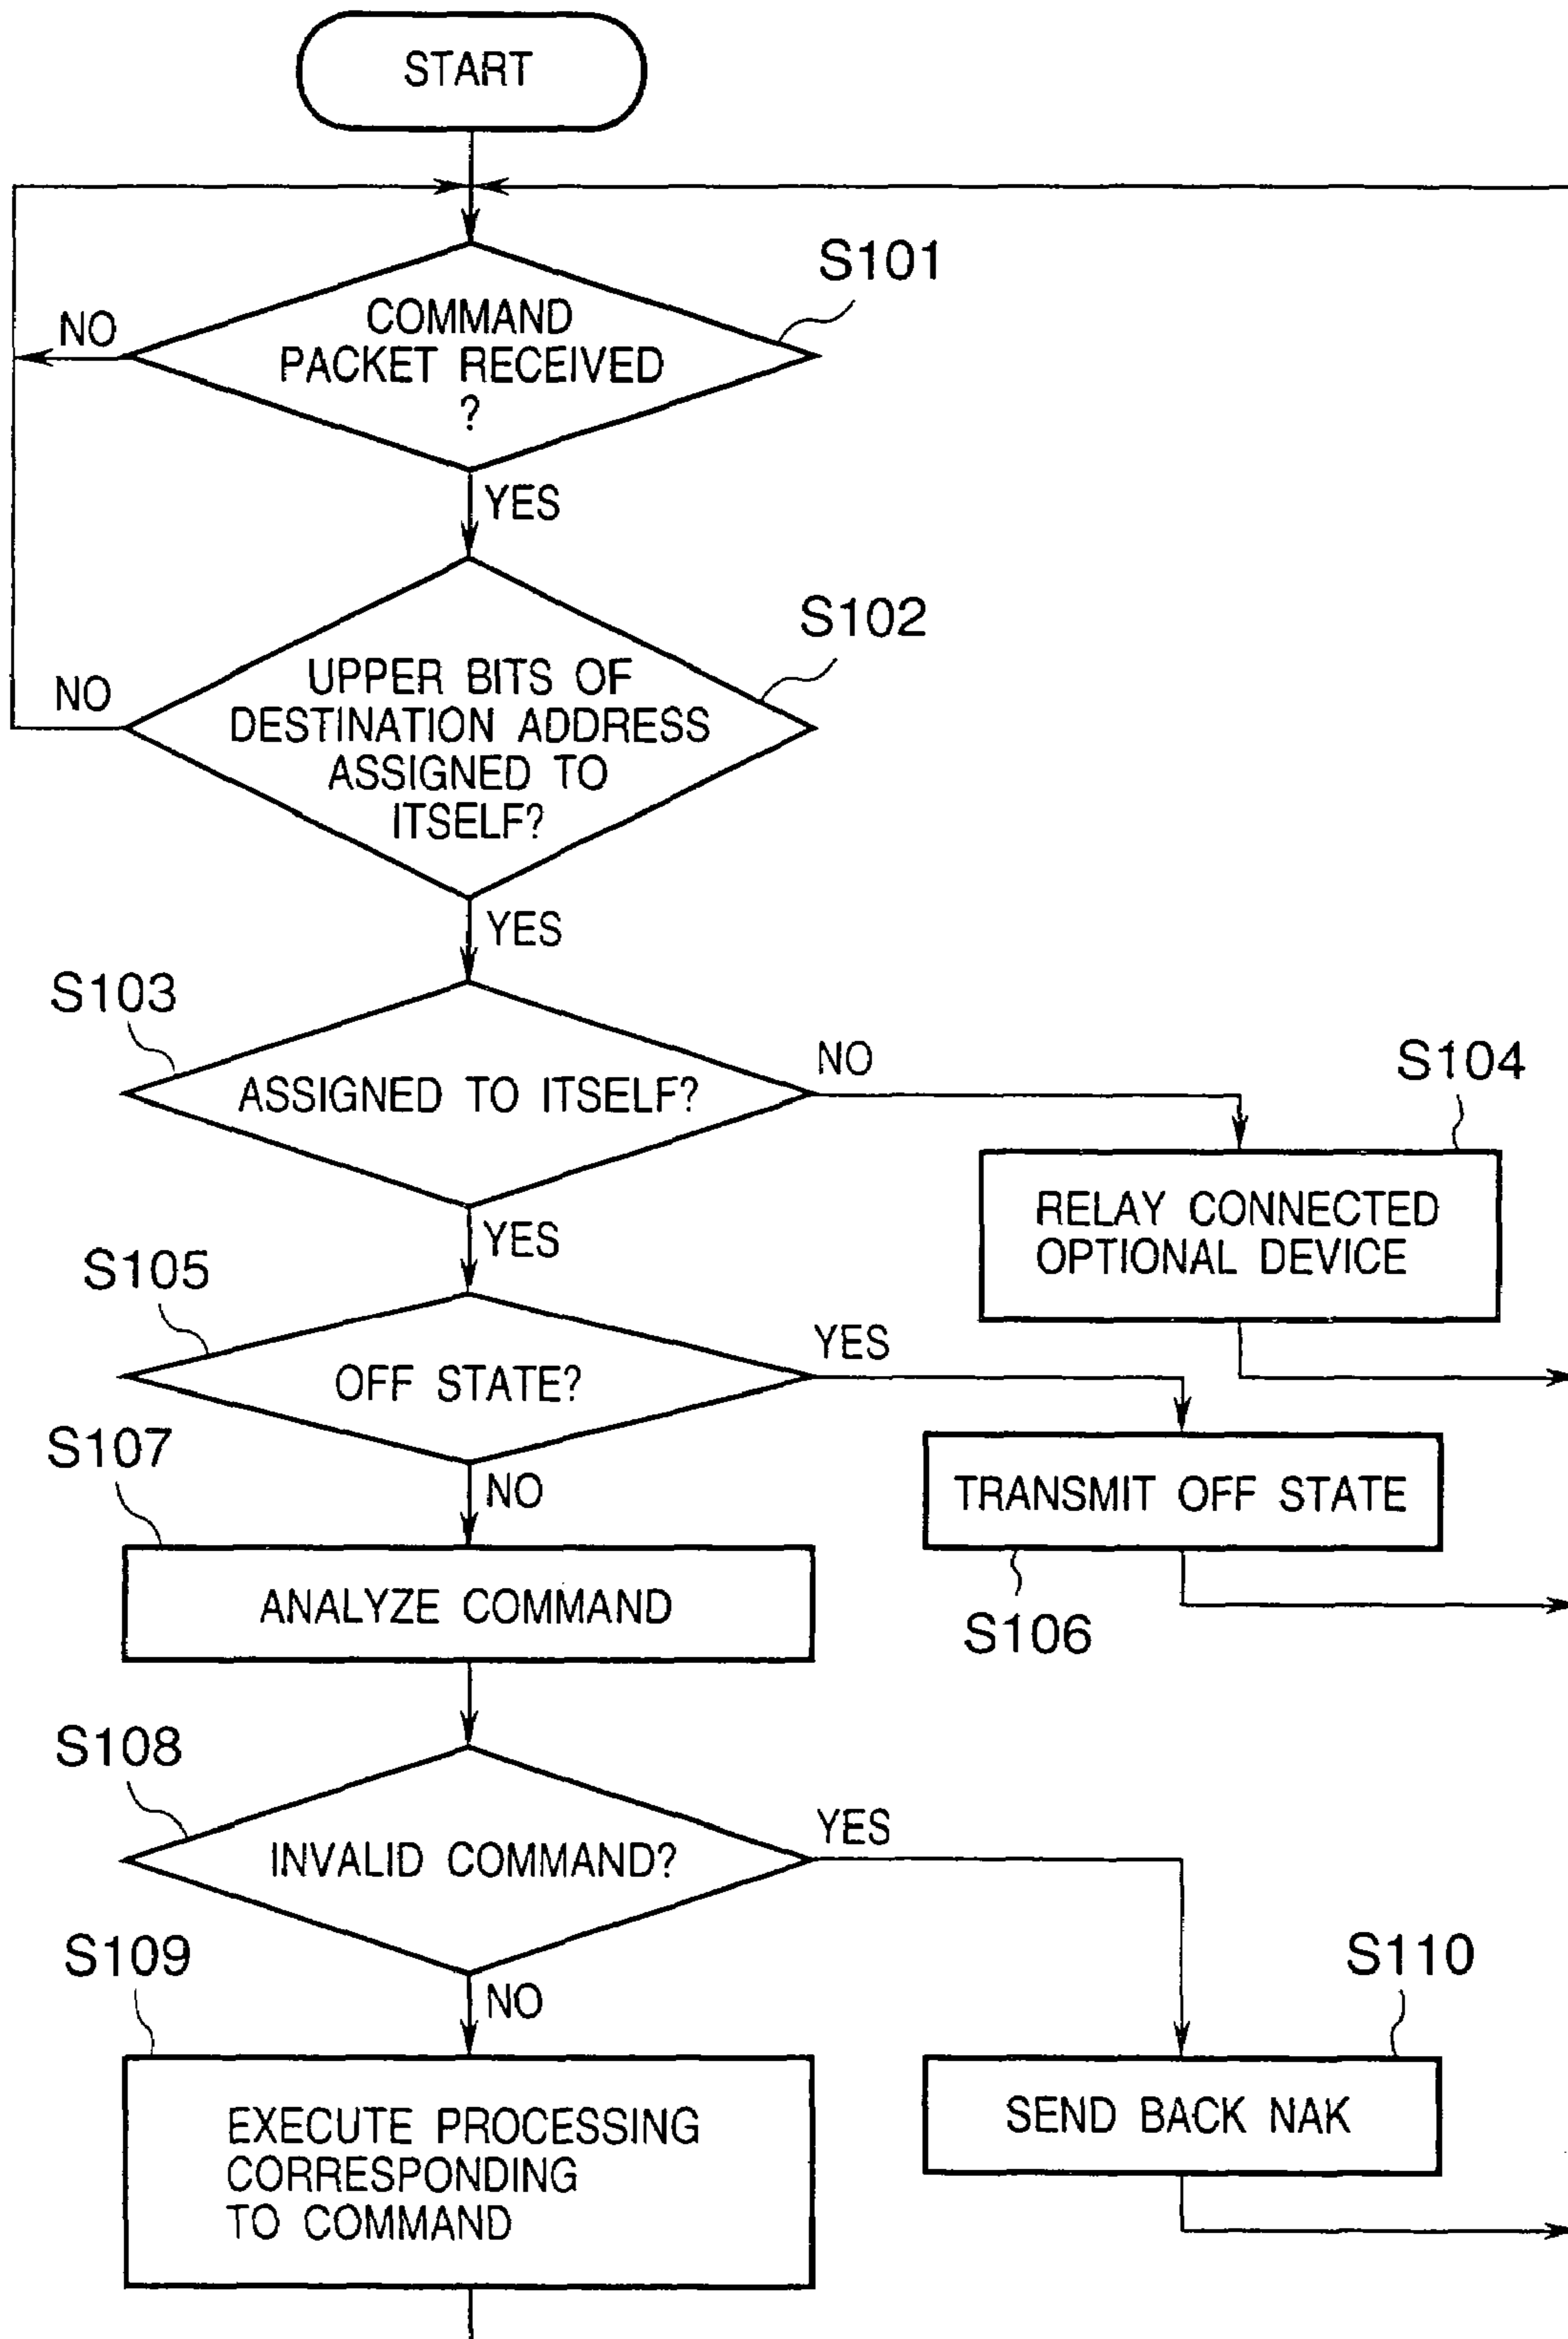 START
S101
COMMAND
PACKET RECEIVED
?
NO
YES
S102
UPPER BITS OF
DESTINATION ADDRESS
ASSIGNED TO
ITSELF?
NO
YES
S103
ASSIGNED TO ITSELF?
NO
S104
RELAY CONNECTED
OPTIONAL DEVICE
YES
S105
OFF STATE?
YES
TRANSMIT OFF STATE
S106
NO
S107
ANALYZE COMMAND
S108
INVALID COMMAND?
YES
S110
SEND BACK NAK
NO
S109
EXECUTE PROCESSING
CORRESPONDING
TO COMMAND